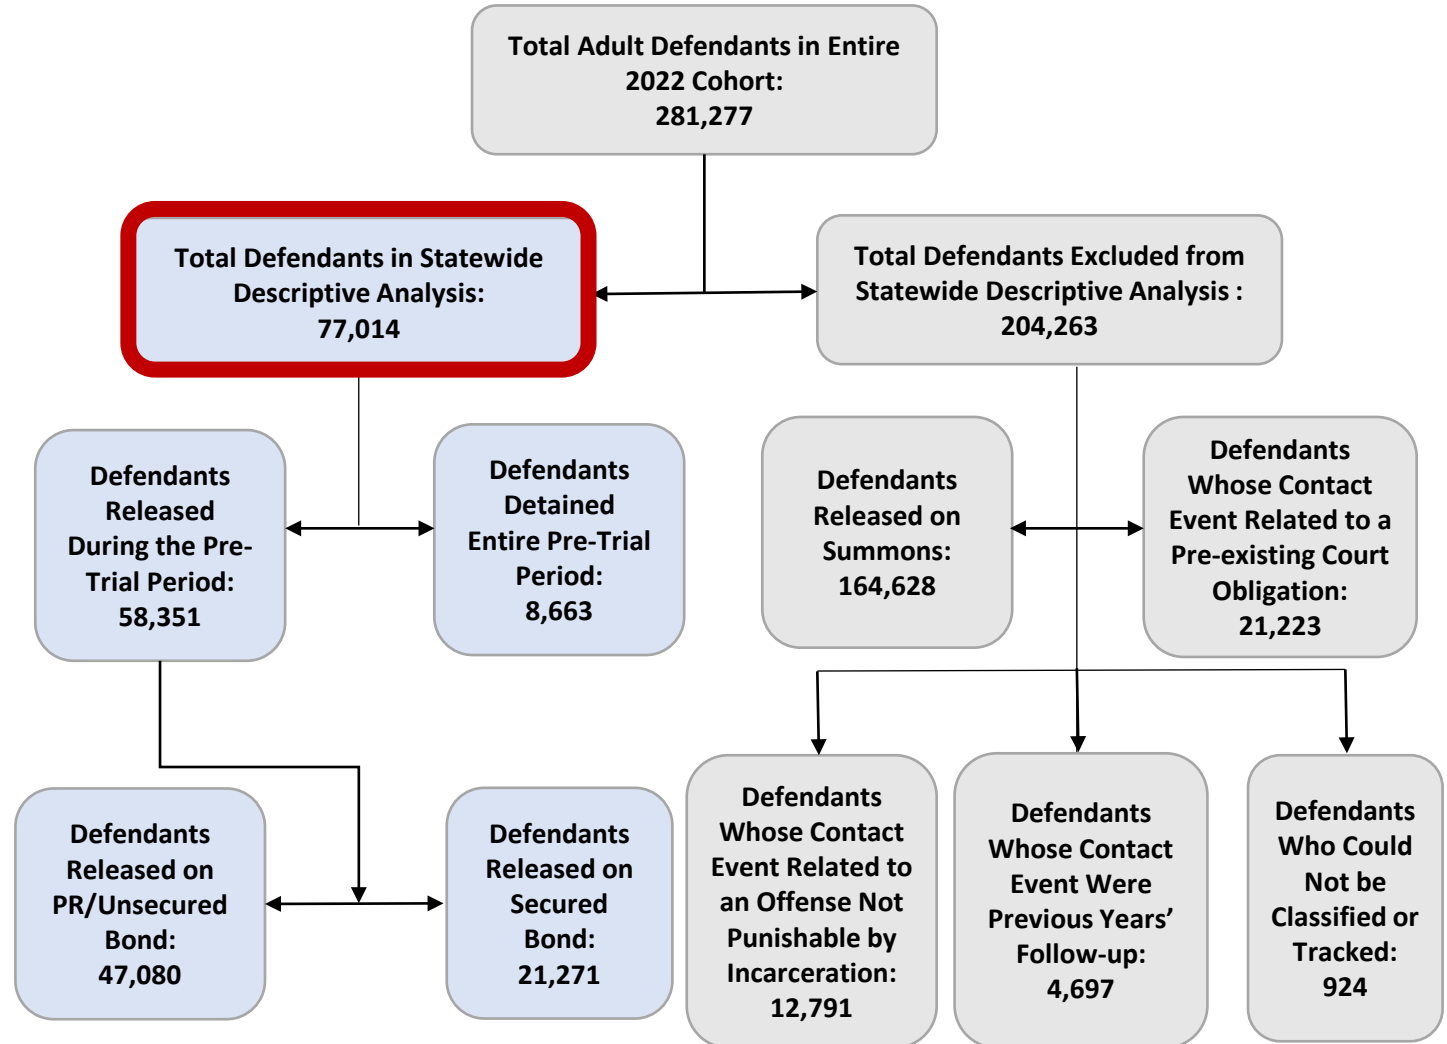 Total Adult Defendants in Entire
2022 Cohort:
281,277
Total Defendants in Statewide
Descriptive Analysis:
77,014
Total Defendants Excluded from
Statewide Descriptive Analysis :
204,263
Defendants
Released
During the Pre-
Trial Period:
58,351
Defendants
Detained
Entire Pre-Trial
Period:
8,663
Defendants
Released on
Summons:
164,628
Defendants
Whose Contact
Event Related to a
Pre-existing Court
Obligation:
21,223
Defendants
Released on
PR/Unsecured
Bond:
47,080
Defendants
Released on
Secured
Bond:
21,271
Defendants
Whose Contact
Event Related to
an Offense Not
Punishable by
Incarceration:
12,791
Defendants
Whose Contact
Event Were
Previous Years’
Follow-up:
4,697
Defendants
Who Could
Not be
Classified or
Tracked:
924